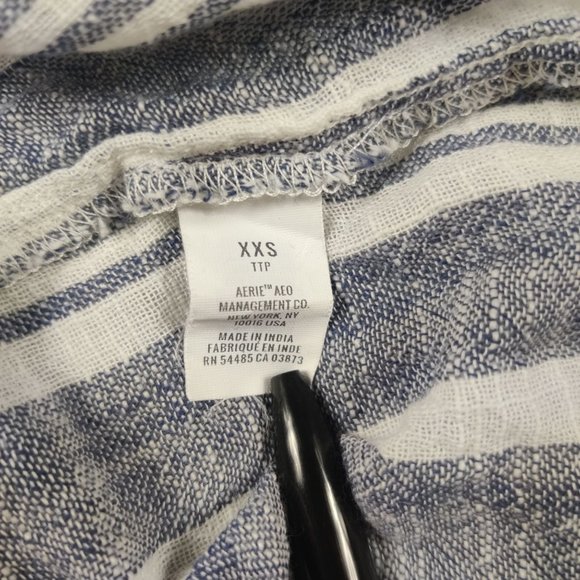 XXS
TTP
AERIE™ AEO
MANAGEMENT CO.
NEW YORK, NY
10016 USA
MADE IN INDIA
FABRIQUE EN INDE
RN 54485 CA 03873